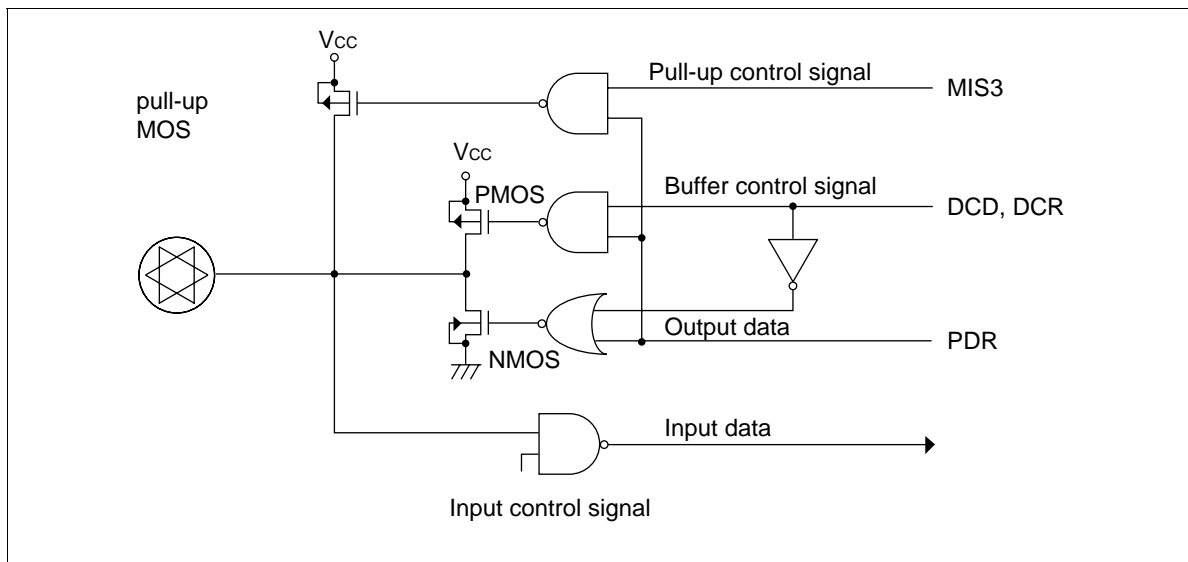 VCC
Pull-up control signal
MIS3
pull-up
MOS
VCC
PMOS
Buffer control signal
DCD, DCR
Output data
PDR
NMOS
Input data
Input control signal